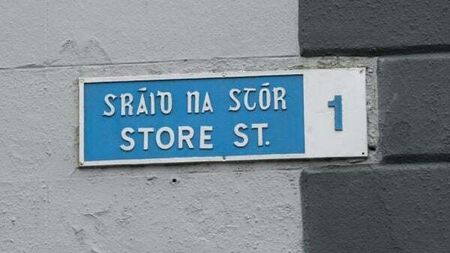 SRÁID NA STÓR
STORE ST.
1